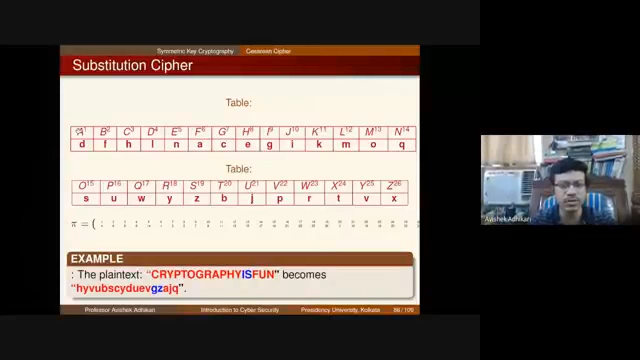 Symmetric Key Cryptography Caesarean Cipher
Substitution Cipher
Table:
A1 B2 C3 D4 E5 F6 G7 H8 I9 J10 K11 L12 M13 N14
d f h l n a c e g i k m o q
Table:
O15 P16 Q17 R18 S19 T20 U21 V22 W23 X24 Y25 Z26
s u w y z b j p r t v x
π = (
EXAMPLE
: The plaintext: "CRYPTOGRAPHYISFUN" becomes
"hyvubscyduevgzajq".
Professor Avishek Adhikari Introduction to Cyber Security Presidency University, Kolkata 86 / 106
Avishek Adhikari